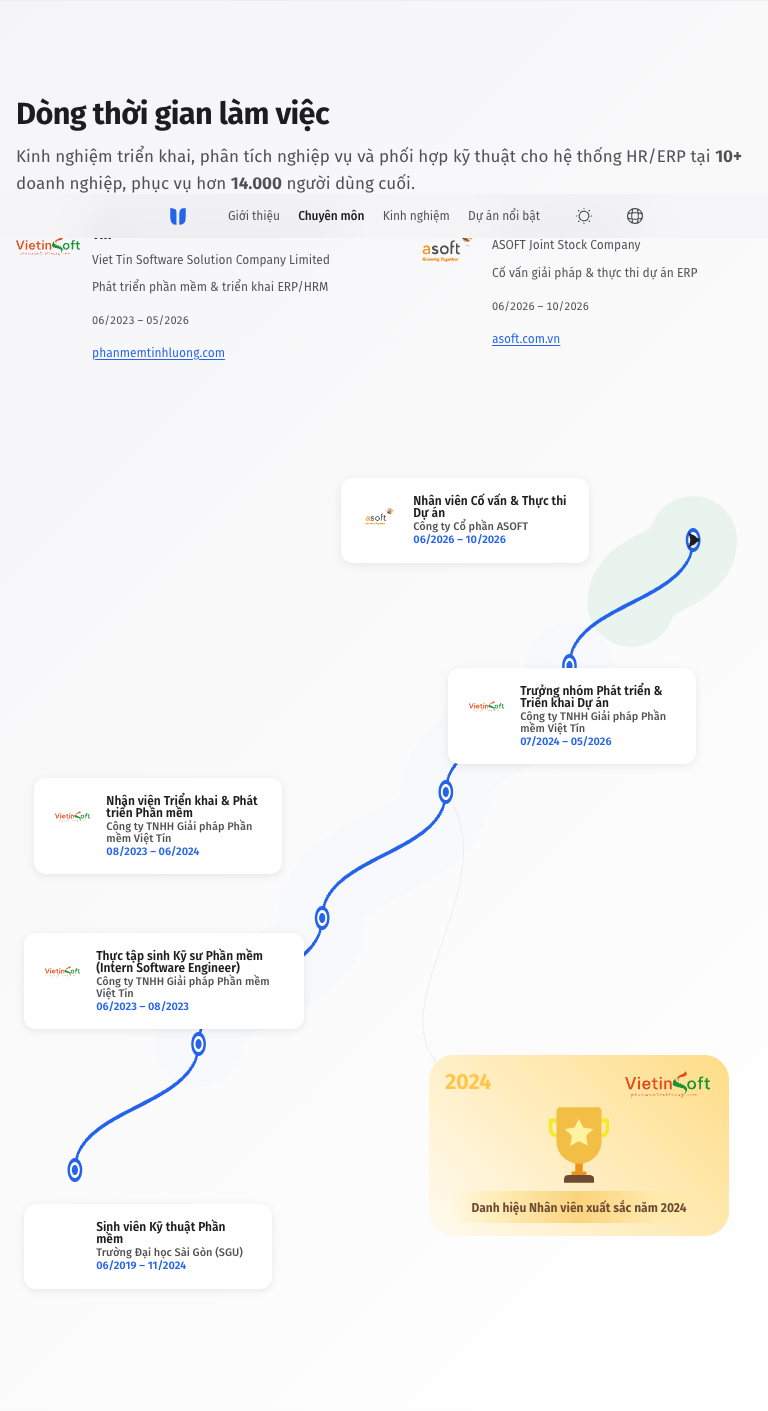 Dòng thời gian làm việc
Kinh nghiệm triển khai, phân tích nghiệp vụ và phối hợp kỹ thuật cho hệ thống HR/ERP tại 10+
doanh nghiệp, phục vụ hơn 14.000 người dùng cuối.
Giới thiệu
Chuyên môn
Kinh nghiệm
Dự án nổi bật
VietinSoft
Viet Tin Software Solution Company Limited
Phát triển phần mềm & triển khai ERP/HRM
06/2023 – 05/2026
phanmemtinhluong.com
asoft
Growing Together
ASOFT Joint Stock Company
Cố vấn giải pháp & thực thi dự án ERP
06/2026 – 10/2026
asoft.com.vn
asoft
Nhân viên Cố vấn & Thực thi
Dự án
Công ty Cổ phần ASOFT
06/2026 – 10/2026
VietinSoft
Trưởng nhóm Phát triển &
Triển khai Dự án
Công ty TNHH Giải pháp Phần
mềm Việt Tín
07/2024 – 05/2026
VietinSoft
Nhân viên Triển khai & Phát
triển Phần mềm
Công ty TNHH Giải pháp Phần
mềm Việt Tín
08/2023 – 06/2024
VietinSoft
Thực tập sinh Kỹ sư Phần mềm
(Intern Software Engineer)
Công ty TNHH Giải pháp Phần mềm
Việt Tín
06/2023 – 08/2023
2024
VietinSoft
phanmemtinhluong.com
Danh hiệu Nhân viên xuất sắc năm 2024
Sinh viên Kỹ thuật Phần
mềm
Trường Đại học Sài Gòn (SGU)
06/2019 – 11/2024